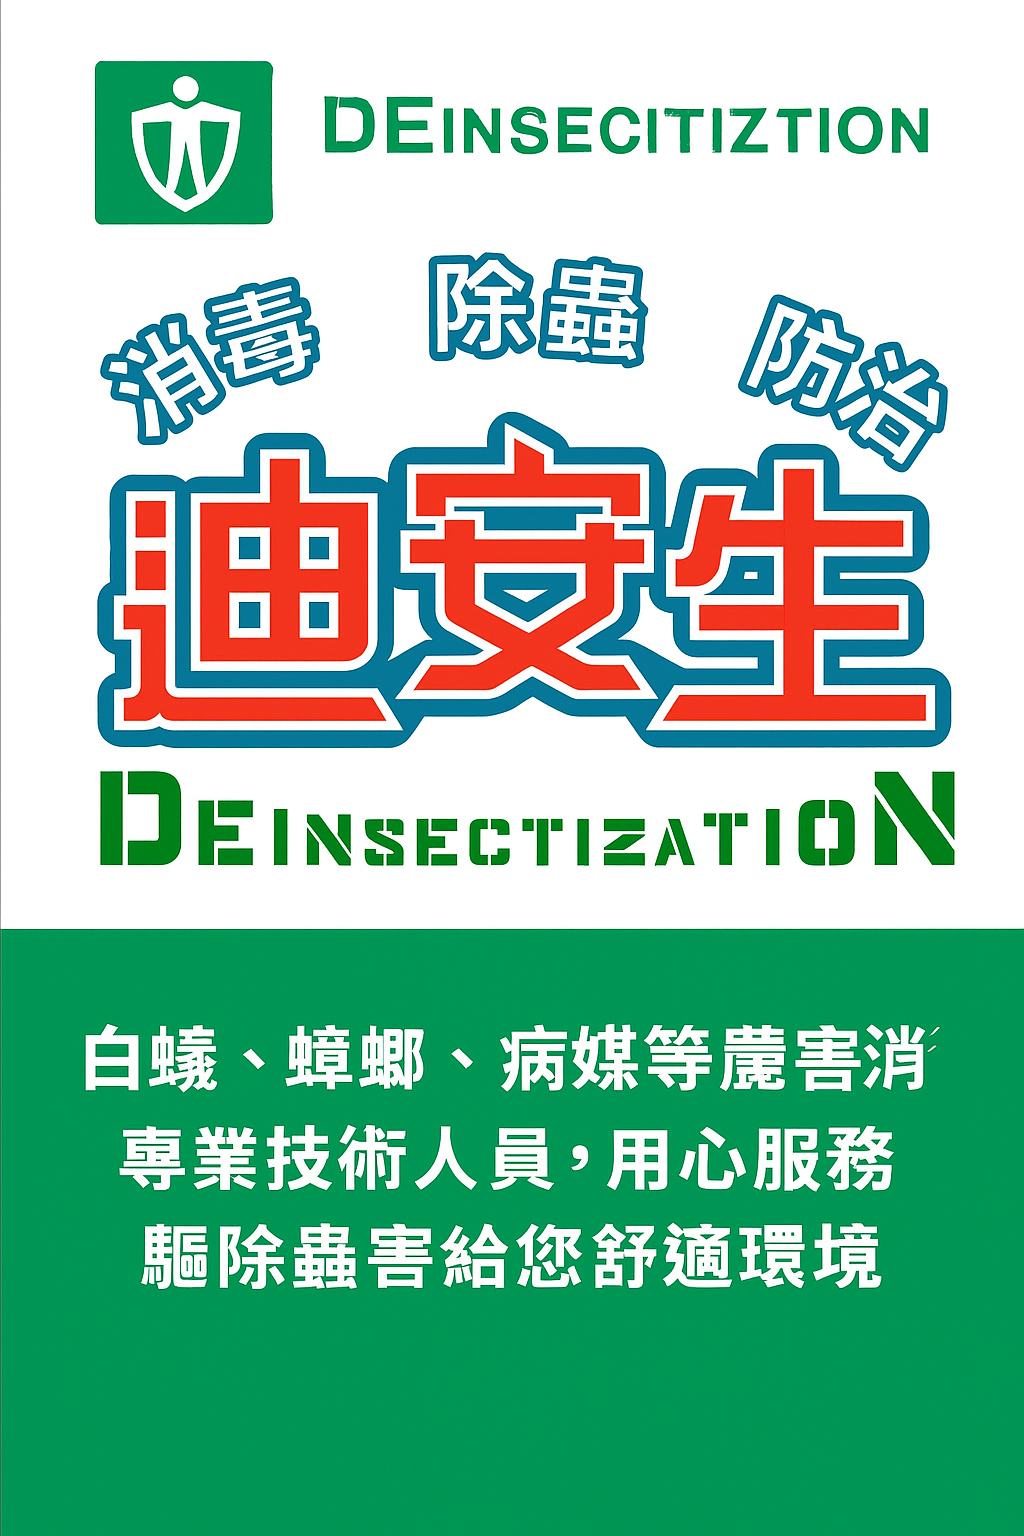 DEINSECITIZTION
消毒 除蟲 防治
迪安生
DEINSECTIZATION
白蟻、蟑螂、病媒等害消
專業技術人員，用心服務
驅除蟲害給您舒適環境